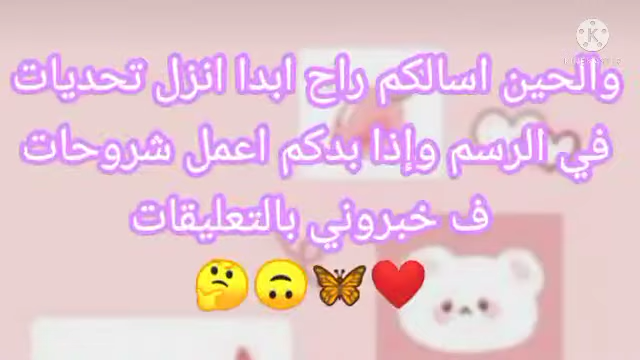 والحين اسالكم راح ابدا انزل تحديات
في الرسم وإذا بدكم اعمل شروحات
ف خبروني بالتعليقات
🤔🙃🦋❤️